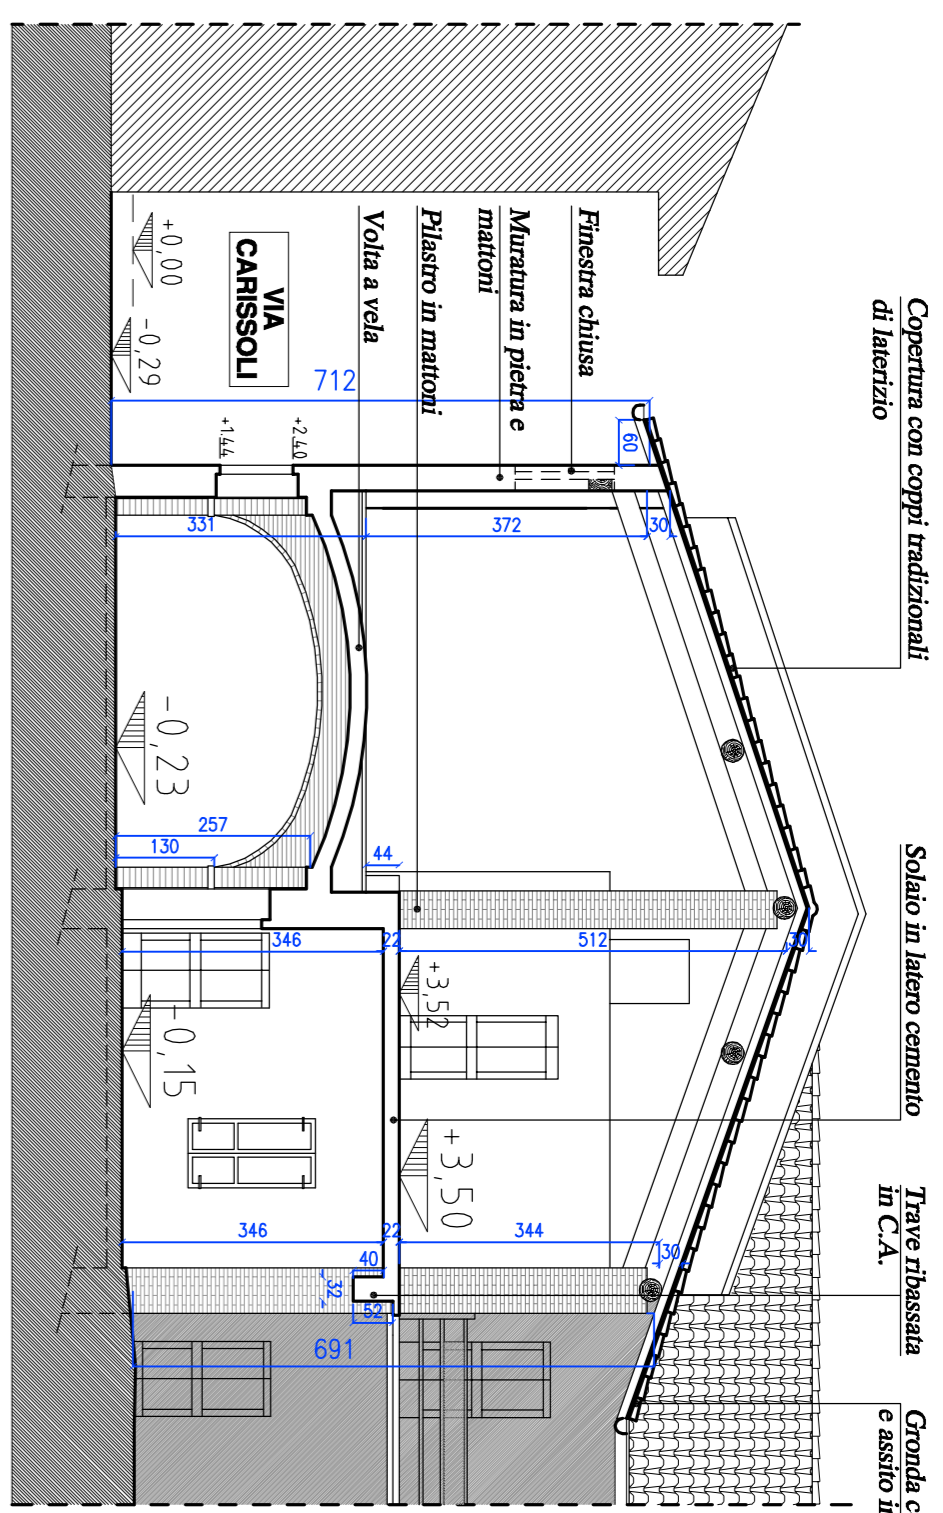 Copertura con coppi tradizionali
di laterizio
Solaio in latero cemento
Trave ribassata
in C.A.
Gronda c
e assito i
Finestra chiusa
Muratura in pietra e
mattoni
Pilastro in mattoni
Volta a vela
VIA
CARISSOLI
+0,00
-0,29
712
60
+1.44
+2.40
331
372
30
-0,23
257
130
44
346
22
512
30
+3,52
-0,15
+3,50
346
22
344
30
40
32
52
691